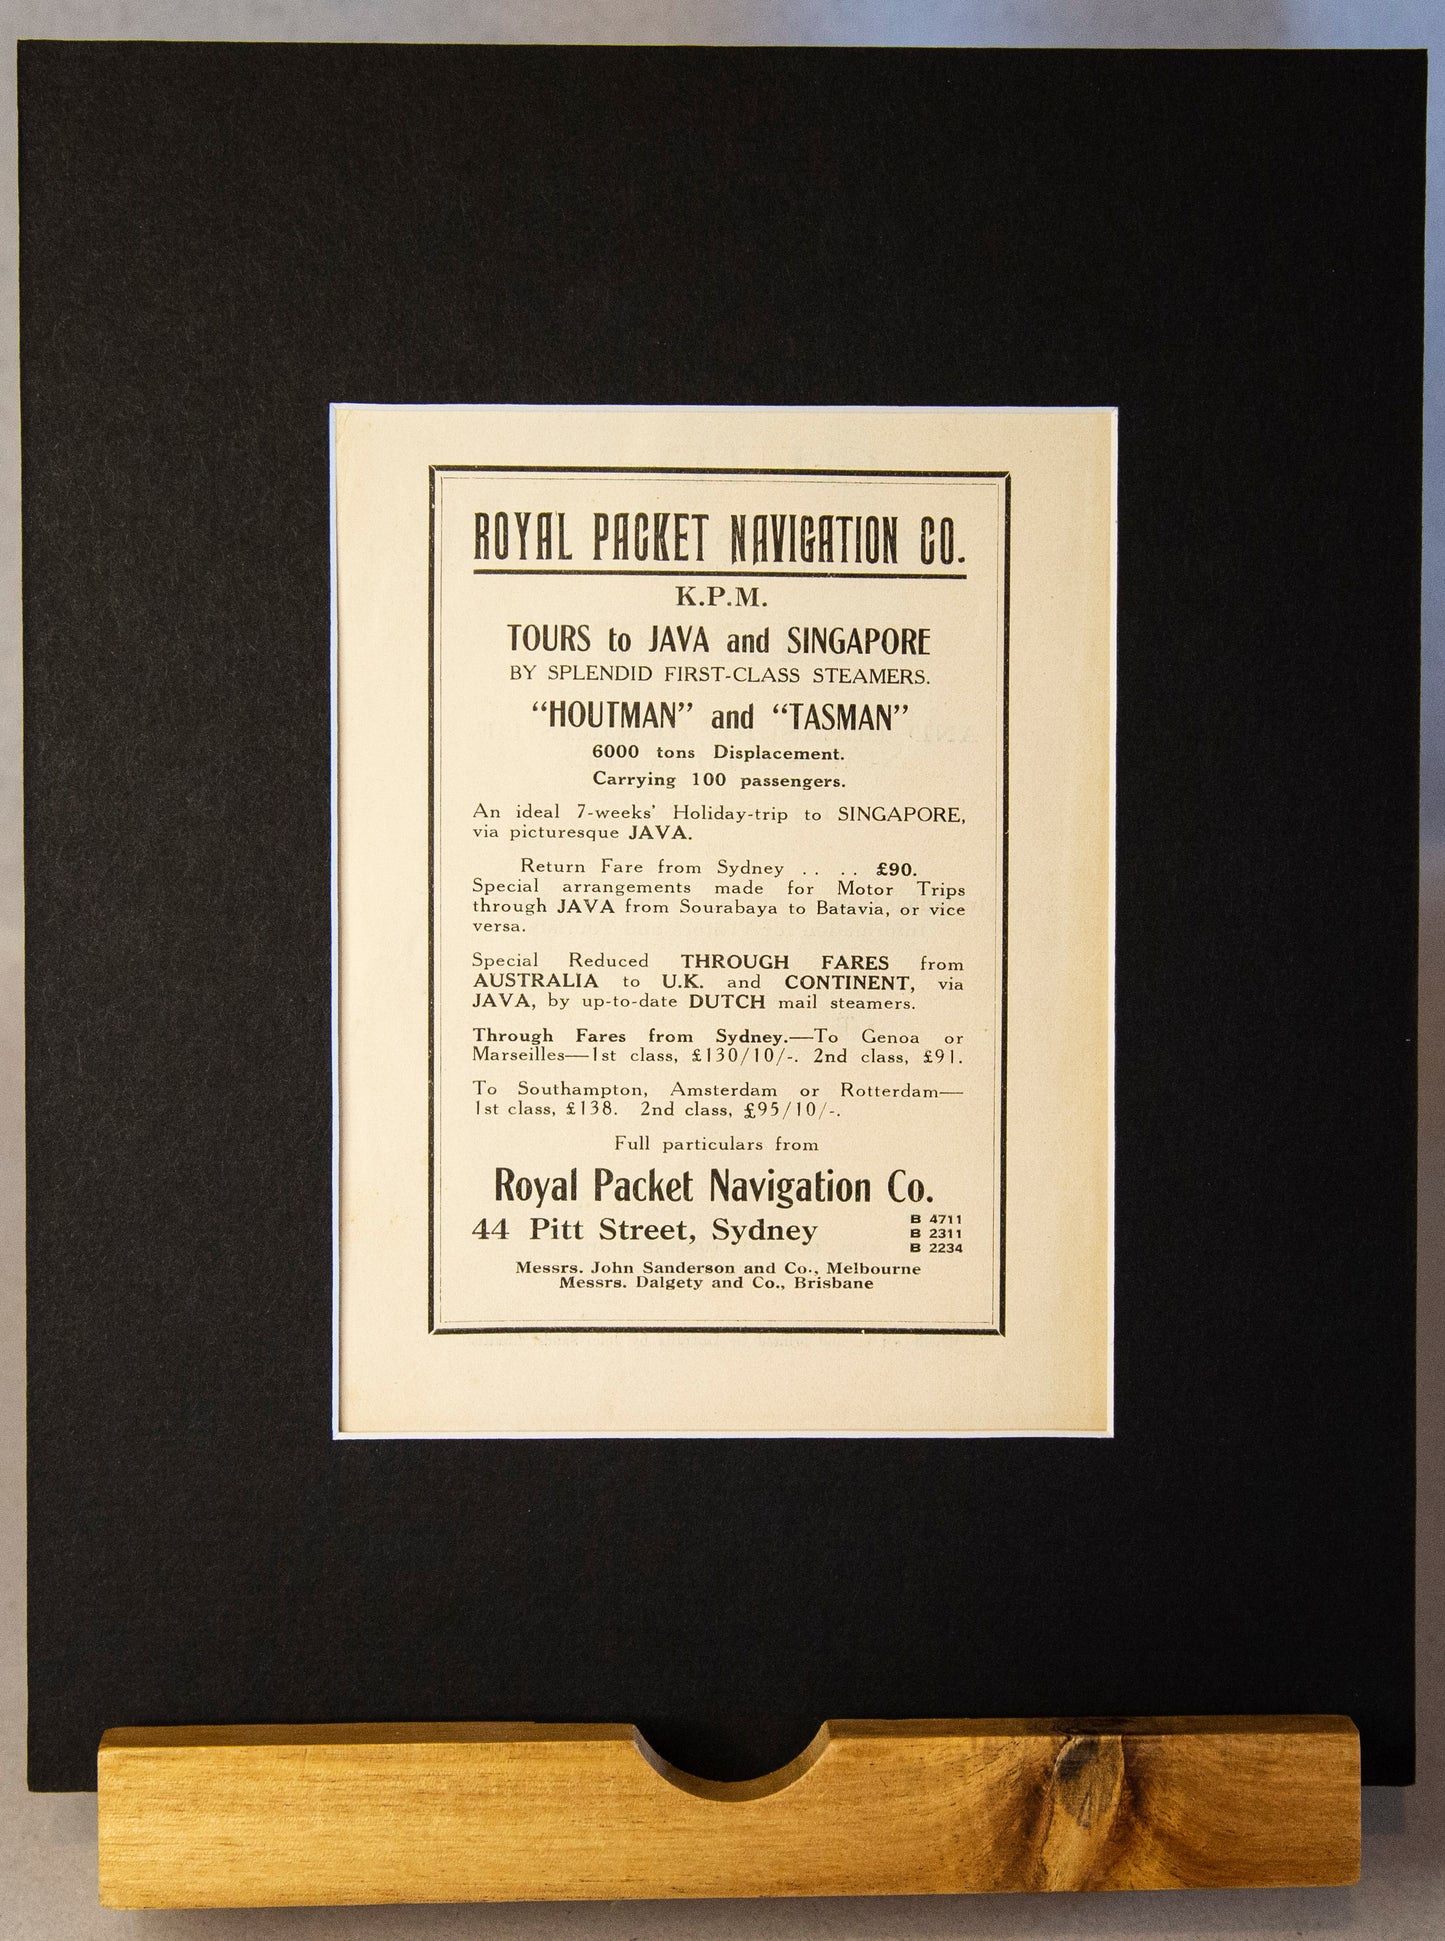 ROYAL PACKET NAVIGATION CO.
K.P.M.
TOURS to JAVA and SINGAPORE
BY SPLENDID FIRST-CLASS STEAMERS.
“HOUTMAN” and “TASMAN”
6000 tons Displacement.
Carrying 100 passengers.
An ideal 7-weeks’ Holiday-trip to SINGAPORE,
via picturesque JAVA.
Return Fare from Sydney . . . . £90.
Special arrangements made for Motor Trips
through JAVA from Sourabaya to Batavia, or vice
versa.
Special Reduced THROUGH FARES from
AUSTRALIA to U.K. and CONTINENT, via
JAVA, by up-to-date DUTCH mail steamers.
Through Fares from Sydney.—To Genoa or
Marseilles—1st class, £130/10/-. 2nd class, £91.
To Southampton, Amsterdam or Rotterdam—
1st class, £138. 2nd class, £95/10/-.
Full particulars from
Royal Packet Navigation Co.
44 Pitt Street, Sydney
B 4711
B 2311
B 2234
Messrs. John Sanderson and Co., Melbourne
Messrs. Dalgety and Co., Brisbane